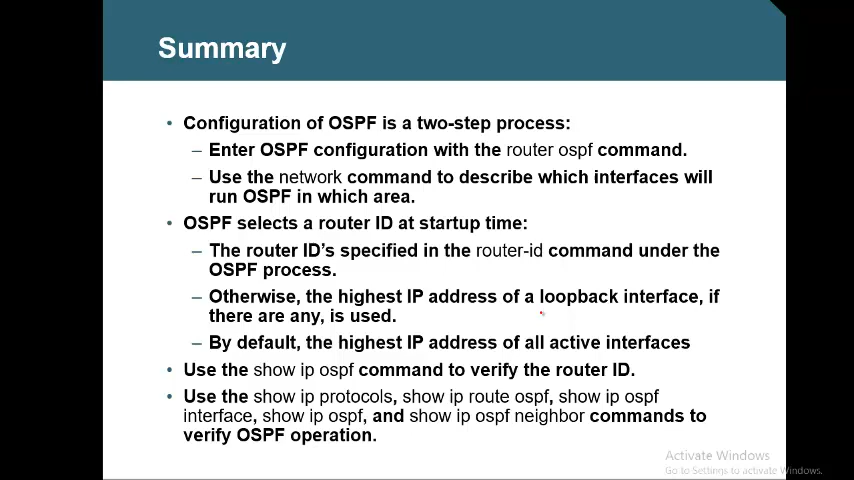 Summary
• Configuration of OSPF is a two-step process:
– Enter OSPF configuration with the router ospf command.
– Use the network command to describe which interfaces will
run OSPF in which area.
• OSPF selects a router ID at startup time:
– The router ID’s specified in the router-id command under the
OSPF process.
– Otherwise, the highest IP address of a loopback interface, if
there are any, is used.
– By default, the highest IP address of all active interfaces
• Use the show ip ospf command to verify the router ID.
• Use the show ip protocols, show ip route ospf, show ip ospf
interface, show ip ospf, and show ip ospf neighbor commands to
verify OSPF operation.
Activate Windows
Go to Settings to activate Windows.